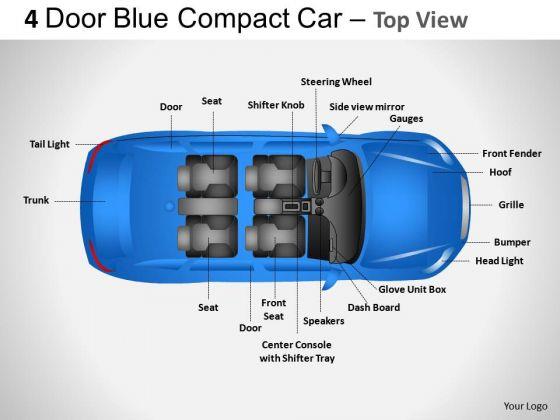 4 Door Blue Compact Car – Top View
Steering Wheel
Door
Seat
Shifter Knob
Side view mirror
Gauges
Tail Light
Front Fender
Hoof
Trunk
Grille
Bumper
Head Light
Glove Unit Box
Seat
Front
Seat
Dash Board
Speakers
Door
Center Console
with Shifter Tray
Your Logo